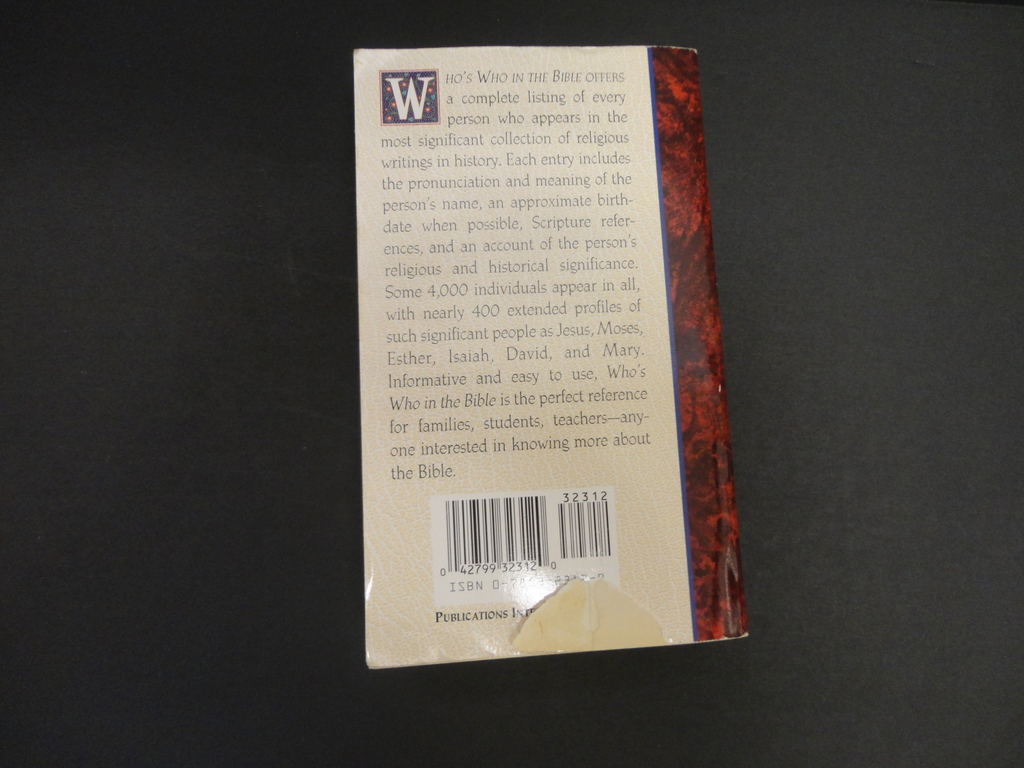 WHO'S WHO IN THE BIBLE OFFERS
a complete listing of every
person who appears in the
most significant collection of religious
writings in history. Each entry includes
the pronunciation and meaning of the
person's name, an approximate birth-
date when possible, Scripture refer-
ences, and an account of the person's
religious and historical significance.
Some 4,000 individuals appear in all,
with nearly 400 extended profiles of
such significant people as Jesus, Moses,
Esther, Isaiah, David, and Mary.
Informative and easy to use, Who's
Who in the Bible is the perfect reference
for families, students, teachers—any-
one interested in knowing more about
the Bible.
32312
0 42799 32312 0
ISBN
PUBLICATIONS